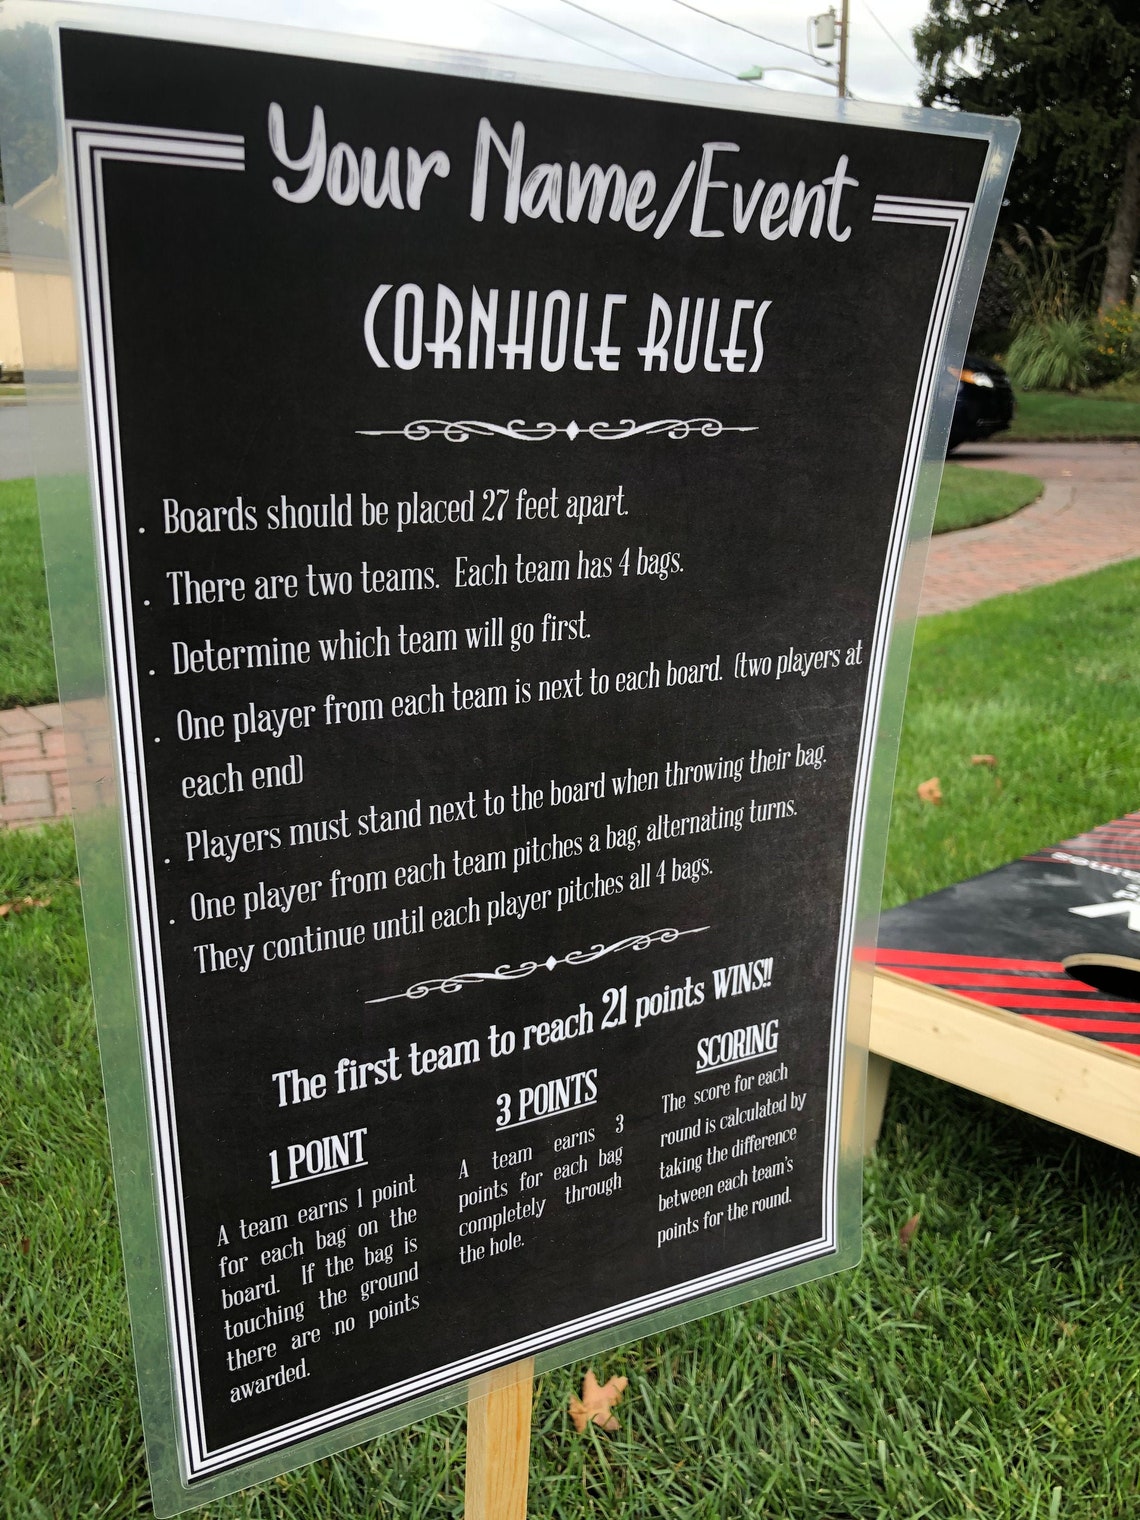 Your Name/Event
CORNHOLE RULES
. Boards should be placed 27 feet apart.
. There are two teams. Each team has 4 bags.
. Determine which team will go first.
. One player from each team is next to each board. (two players at
each end)
. Players must stand next to the board when throwing their bag.
. One player from each team pitches a bag, alternating turns.
They continue until each player pitches all 4 bags.
The first team to reach 21 points WINS!!
1 POINT
A team earns 1 point
for each bag on the
board. If the bag is
touching the ground
there are no points
awarded.
3 POINTS
A team earns 3
points for each bag
completely through
the hole.
SCORING
The score for each
round is calculated by
taking the difference
between each team's
points for the round.